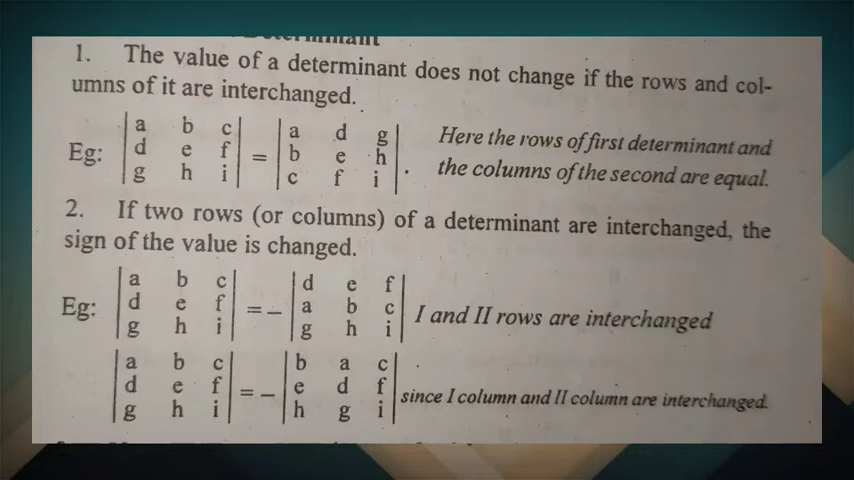 Determinant
1. The value of a determinant does not change if the rows and col-
umns of it are interchanged.
Eg: | a b c | = | a d g | . Here the rows of first determinant and
| d e f | | b e h | the columns of the second are equal.
| g h i | | c f i |
2. If two rows (or columns) of a determinant are interchanged, the
sign of the value is changed.
Eg: | a b c | = – | d e f | I and II rows are interchanged
| d e f | | a b c |
| g h i | | g h i |
| a b c | = – | b a c | since I column and II column are interchanged.
| d e f | | e d f |
| g h i | | h g i |